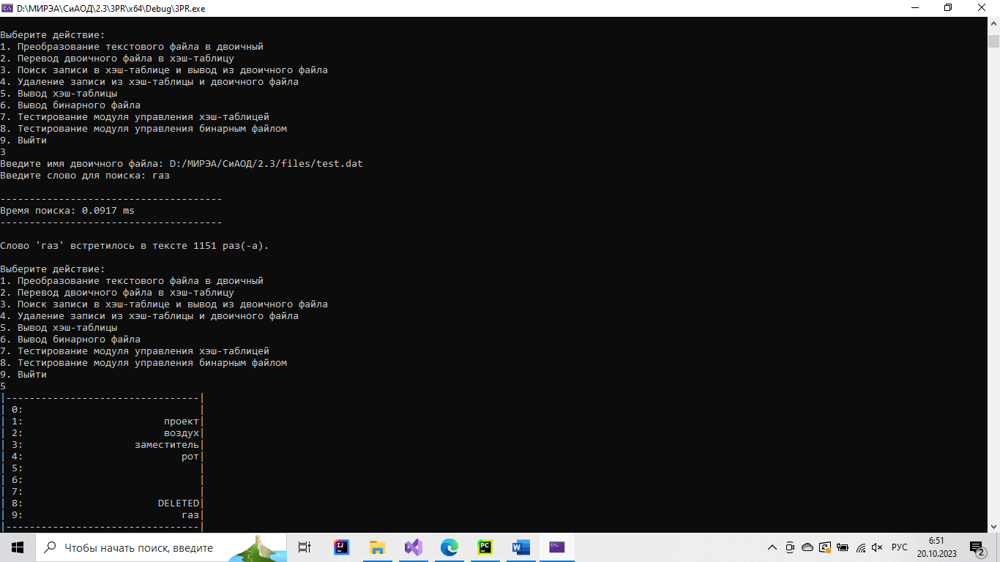 D:\МИРЭА\СиАОД\2.3\3PR\x64\Debug\3PR.exe
Выберите действие:
1. Преобразование текстового файла в двоичный
2. Перевод двоичного файла в хэш-таблицу
3. Поиск записи в хэш-таблице и вывод из двоичного файла
4. Удаление записи из хэш-таблицы и двоичного файла
5. Вывод хэш-таблицы
6. Вывод бинарного файла
7. Тестирование модуля управления хэш-таблицей
8. Тестирование модуля управления бинарным файлом
9. Выйти
3
Введите имя двоичного файла: D:/МИРЭА/СиАОД/2.3/files/test.dat
Введите слово для поиска: газ
--------------------------------------
Время поиска: 0.0917 ms
--------------------------------------
Слово 'газ' встретилось в тексте 1151 раз(-а).
Выберите действие:
1. Преобразование текстового файла в двоичный
2. Перевод двоичного файла в хэш-таблицу
3. Поиск записи в хэш-таблице и вывод из двоичного файла
4. Удаление записи из хэш-таблицы и двоичного файла
5. Вывод хэш-таблицы
6. Вывод бинарного файла
7. Тестирование модуля управления хэш-таблицей
8. Тестирование модуля управления бинарным файлом
9. Выйти
5
|---------------------------------|
| 0:                              |
| 1:                        проект|
| 2:                        воздух|
| 3:                   заместитель|
| 4:                           рот|
| 5:                              |
| 6:                              |
| 7:                              |
| 8:                       DELETED|
| 9:                           газ|
|---------------------------------|
Чтобы начать поиск, введите
РУС
6:51
20.10.2023
2